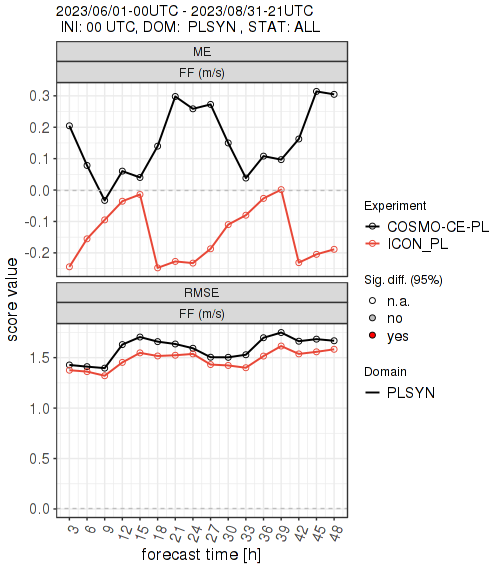 2023/06/01-00UTC - 2023/08/31-21UTC
INI: 00 UTC, DOM: PLSYN , STAT: ALL
ME
FF (m/s)
0.3
0.2
0.1
0.0
-0.1
-0.2
RMSE
FF (m/s)
1.5
1.0
0.5
0.0
score value
3 6 9 12 15 18 21 24 27 30 33 36 39 42 45 48
forecast time [h]
Experiment
COSMO-CE-PL
ICON_PL
Sig. diff. (95%)
n.a.
no
yes
Domain
PLSYN